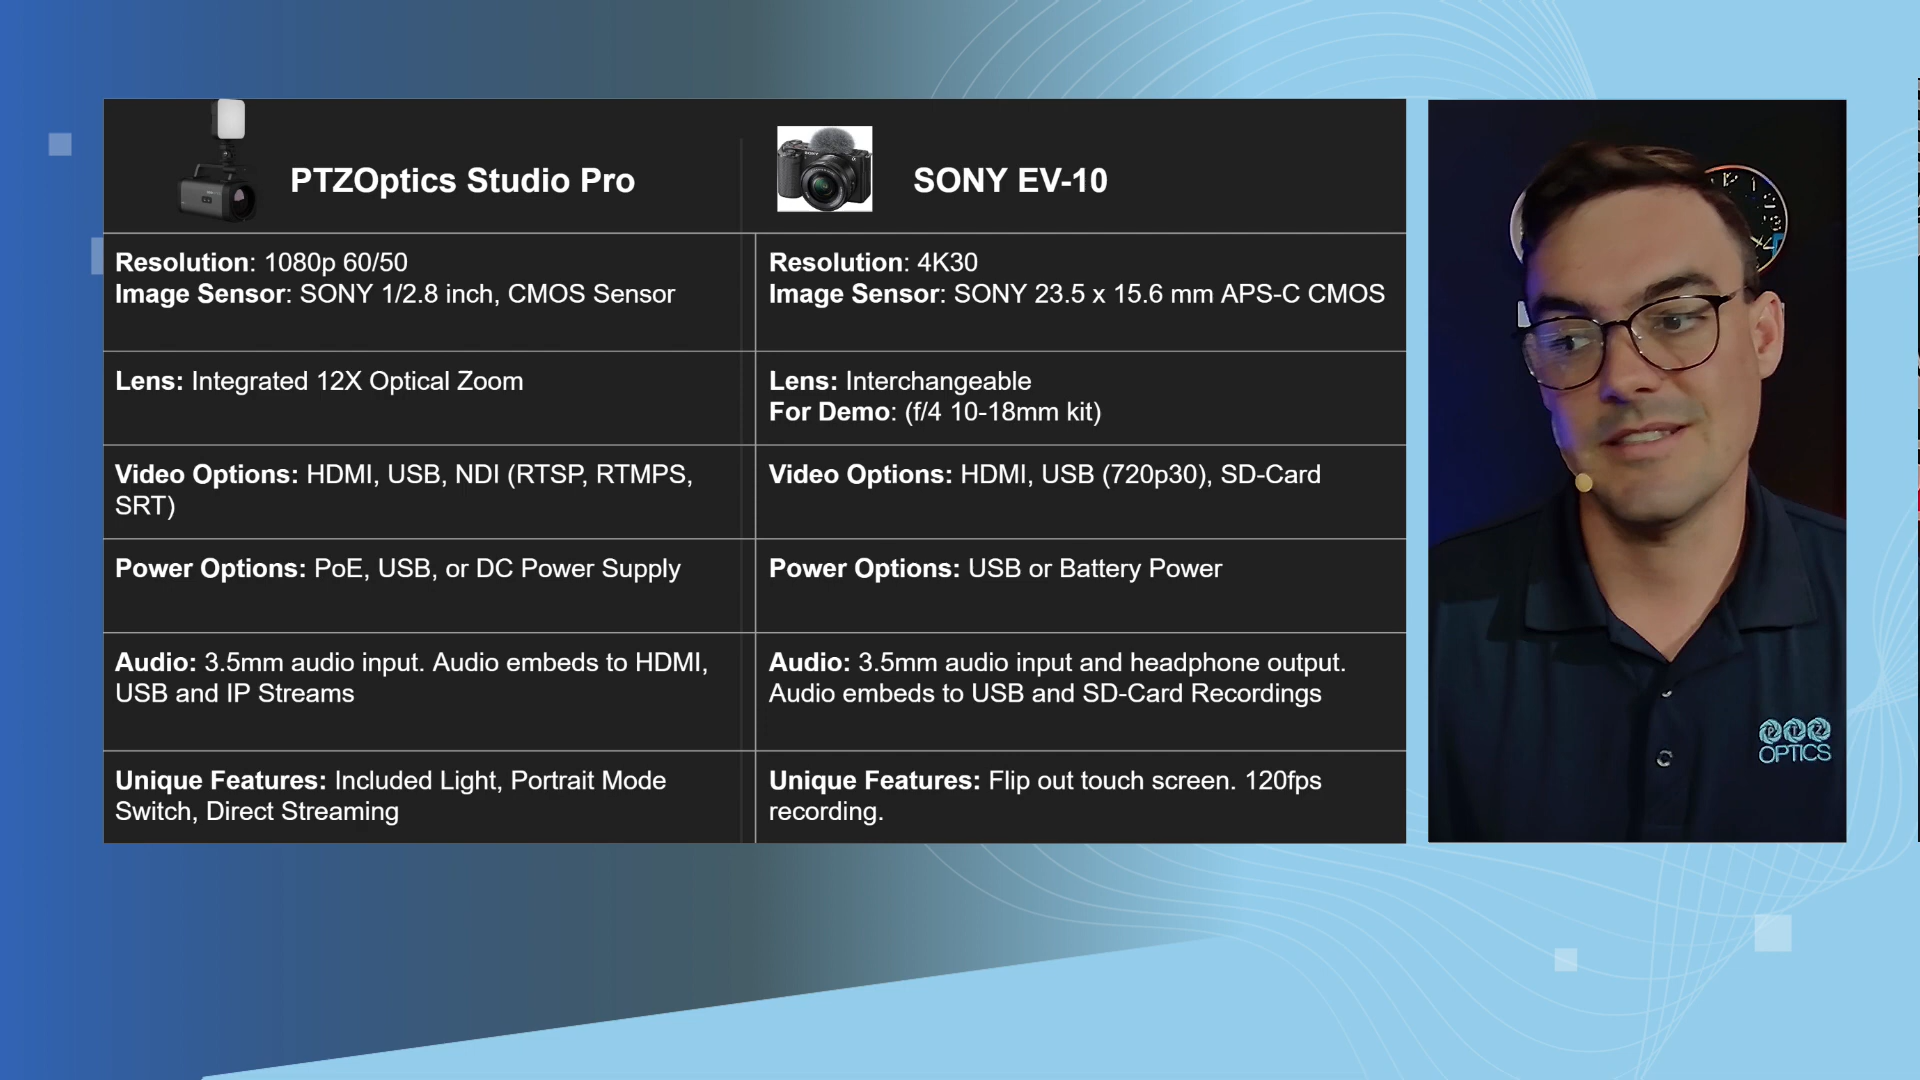 PTZOptics Studio Pro
SONY EV-10
Resolution: 1080p 60/50
Image Sensor: SONY 1/2.8 inch, CMOS Sensor
Resolution: 4K30
Image Sensor: SONY 23.5 x 15.6 mm APS-C CMOS
Lens: Integrated 12X Optical Zoom
Lens: Interchangeable
For Demo: (f/4 10-18mm kit)
Video Options: HDMI, USB, NDI (RTSP, RTMPS,
SRT)
Video Options: HDMI, USB (720p30), SD-Card
Power Options: PoE, USB, or DC Power Supply
Power Options: USB or Battery Power
Audio: 3.5mm audio input. Audio embeds to HDMI,
USB and IP Streams
Audio: 3.5mm audio input and headphone output.
Audio embeds to USB and SD-Card Recordings
Unique Features: Included Light, Portrait Mode
Switch, Direct Streaming
Unique Features: Flip out touch screen. 120fps
recording.
PTZ
OPTICS